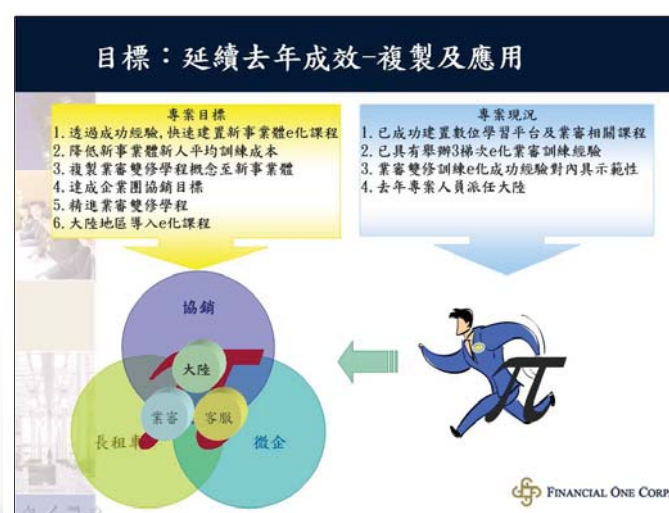 目標：延續去年成效-複製及應用
專案目標
1. 透過成功經驗,快速建置新事業體e化課程
2. 降低新事業體新人平均訓練成本
3. 複製業審雙修學程概念至新事業體
4. 達成企業團協銷目標
5. 精進業審雙修學程
6. 大陸地區導入e化課程
專案現況
1. 已成功建置數位學習平台及業審相關課程
2. 已具有舉辦3梯次e化業審訓練經驗
3. 業審雙修訓練e化成功經驗對內具示範性
4. 去年專案人員派任大陸
協銷
大陸
業審
客服
長租車
微企
π
FINANCIAL ONE CORP